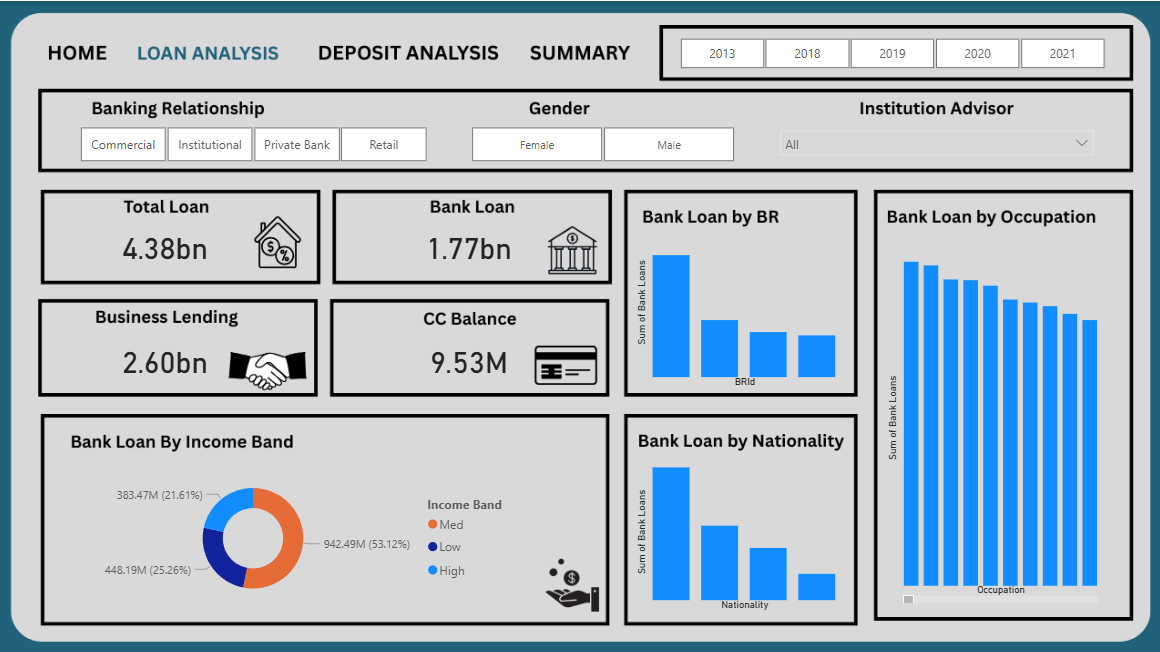 HOME LOAN ANALYSIS DEPOSIT ANALYSIS SUMMARY
2013 2018 2019 2020 2021
Banking Relationship Gender Institution Advisor
Commercial Institutional Private Bank Retail Female Male All
Total Loan
4.38bn
$ %
Bank Loan
1.77bn
$
Business Lending
2.60bn
CC Balance
9.53M
Bank Loan by BR
Sum of Bank Loans
BRId
Bank Loan by Occupation
Sum of Bank Loans
Occupation
Bank Loan By Income Band
383.47M (21.61%)
942.49M (53.12%)
448.19M (25.26%)
Income Band
Med
Low
High
$
Bank Loan by Nationality
Sum of Bank Loans
Nationality